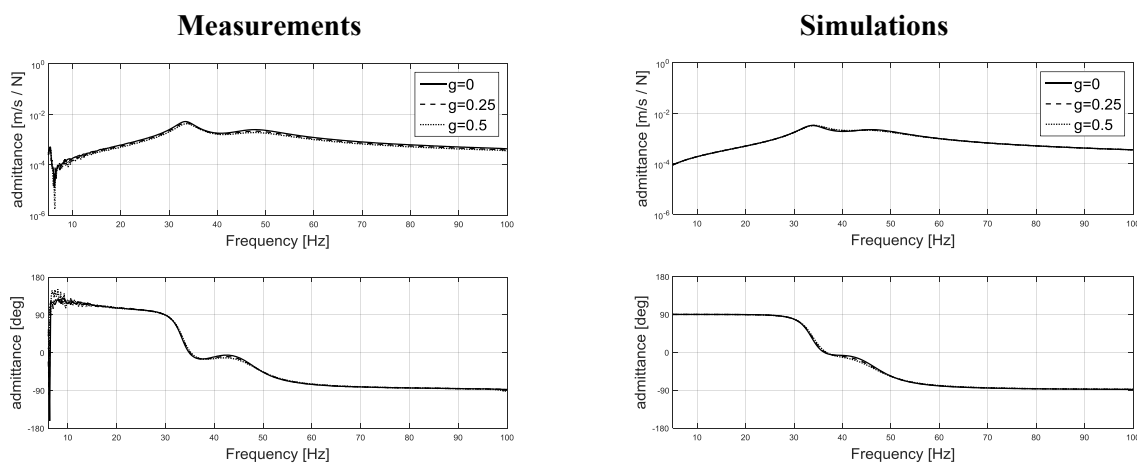 Measurements
Simulations
10^0
10^-2
10^-4
10^-6
admittance [m/s / N]
g=0
g=0.25
g=0.5
10 20 30 40 50 60 70 80 90 100
Frequency [Hz]
10^0
10^-2
10^-4
10^-6
admittance [m/s / N]
g=0
g=0.25
g=0.5
10 20 30 40 50 60 70 80 90 100
Frequency [Hz]
180
90
0
-90
-180
admittance [deg]
10 20 30 40 50 60 70 80 90 100
Frequency [Hz]
180
90
0
-90
-180
admittance [deg]
10 20 30 40 50 60 70 80 90 100
Frequency [Hz]